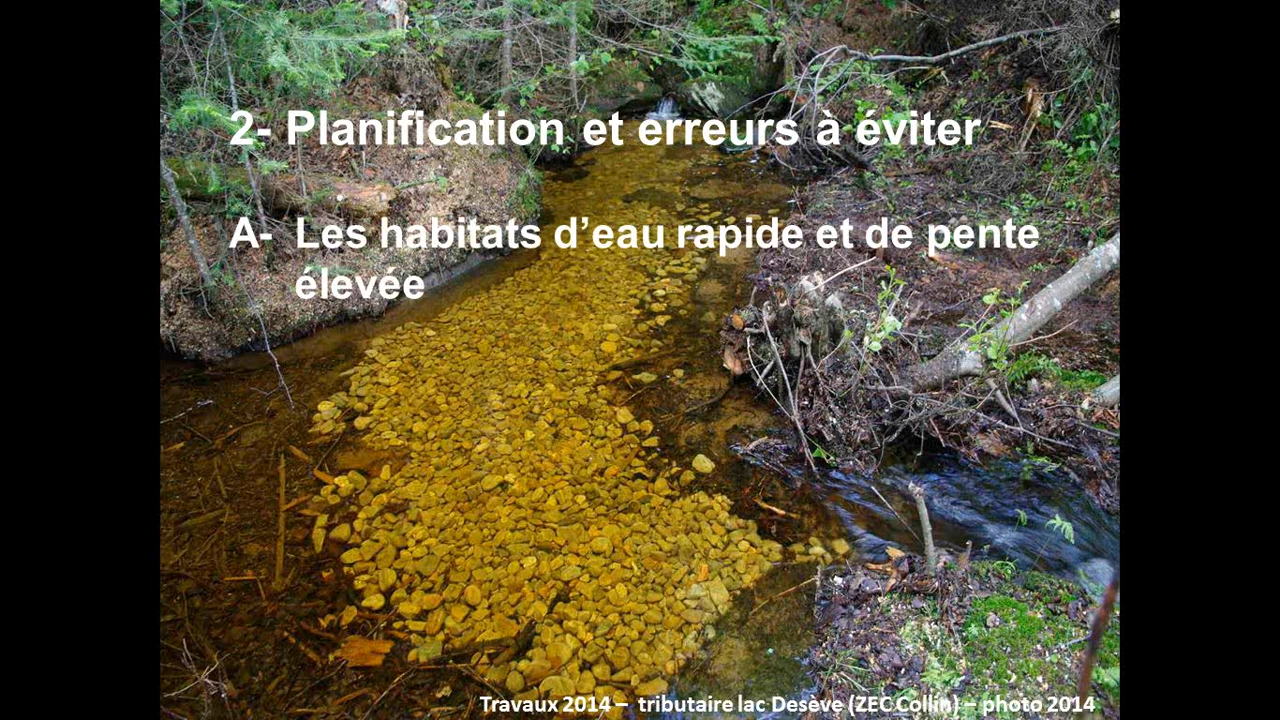 2- Planification et erreurs à éviter
A- Les habitats d’eau rapide et de pente
élevée
Travaux 2014 – tributaire lac Desève (ZEC Collin) – photo 2014